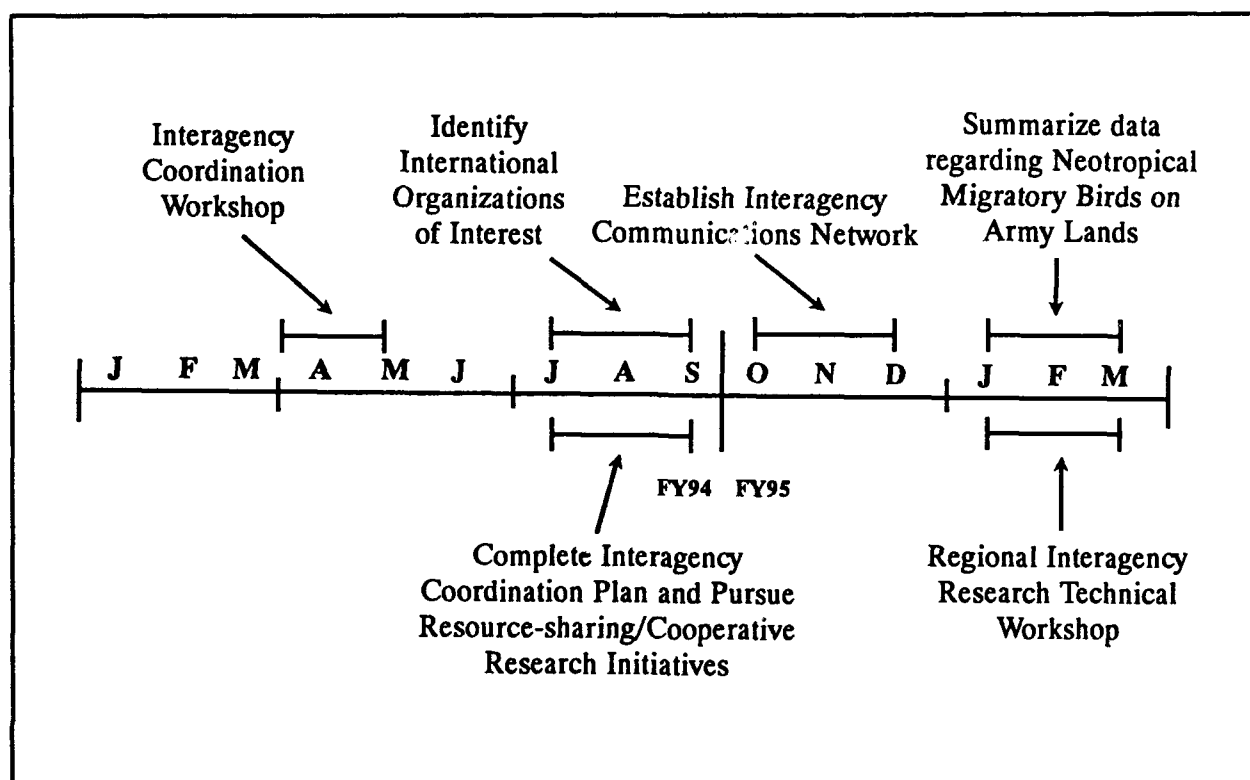 Interagency
Coordination
Workshop
Identify
International
Organizations
of Interest
Establish Interagency
Communications Network
Summarize data
regarding Neotropical
Migratory Birds on
Army Lands
J F M A M J J A S O N D J F M
FY94 FY95
Complete Interagency
Coordination Plan and Pursue
Resource-sharing/Cooperative
Research Initiatives
Regional Interagency
Research Technical
Workshop